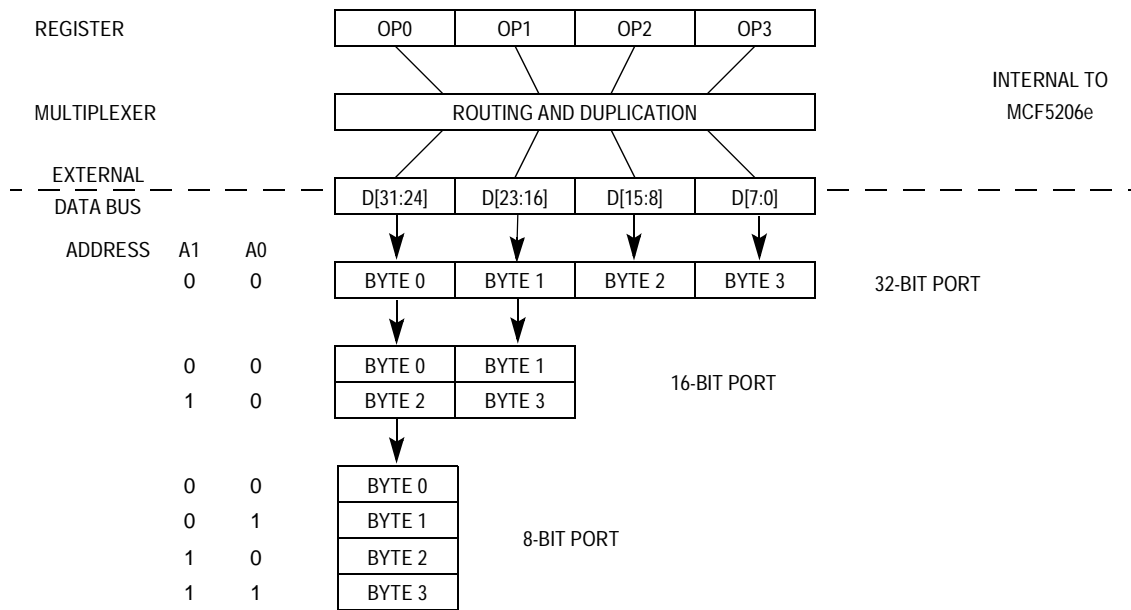 REGISTER OP0 OP1 OP2 OP3
INTERNAL TO
MCF5206e
MULTIPLEXER ROUTING AND DUPLICATION
EXTERNAL
DATA BUS
D[31:24] D[23:16] D[15:8] D[7:0]
ADDRESS A1 A0
0 0 BYTE 0 BYTE 1 BYTE 2 BYTE 3 32-BIT PORT
0 0 BYTE 0 BYTE 1
16-BIT PORT
1 0 BYTE 2 BYTE 3
0 0 BYTE 0
0 1 BYTE 1
8-BIT PORT
1 0 BYTE 2
1 1 BYTE 3